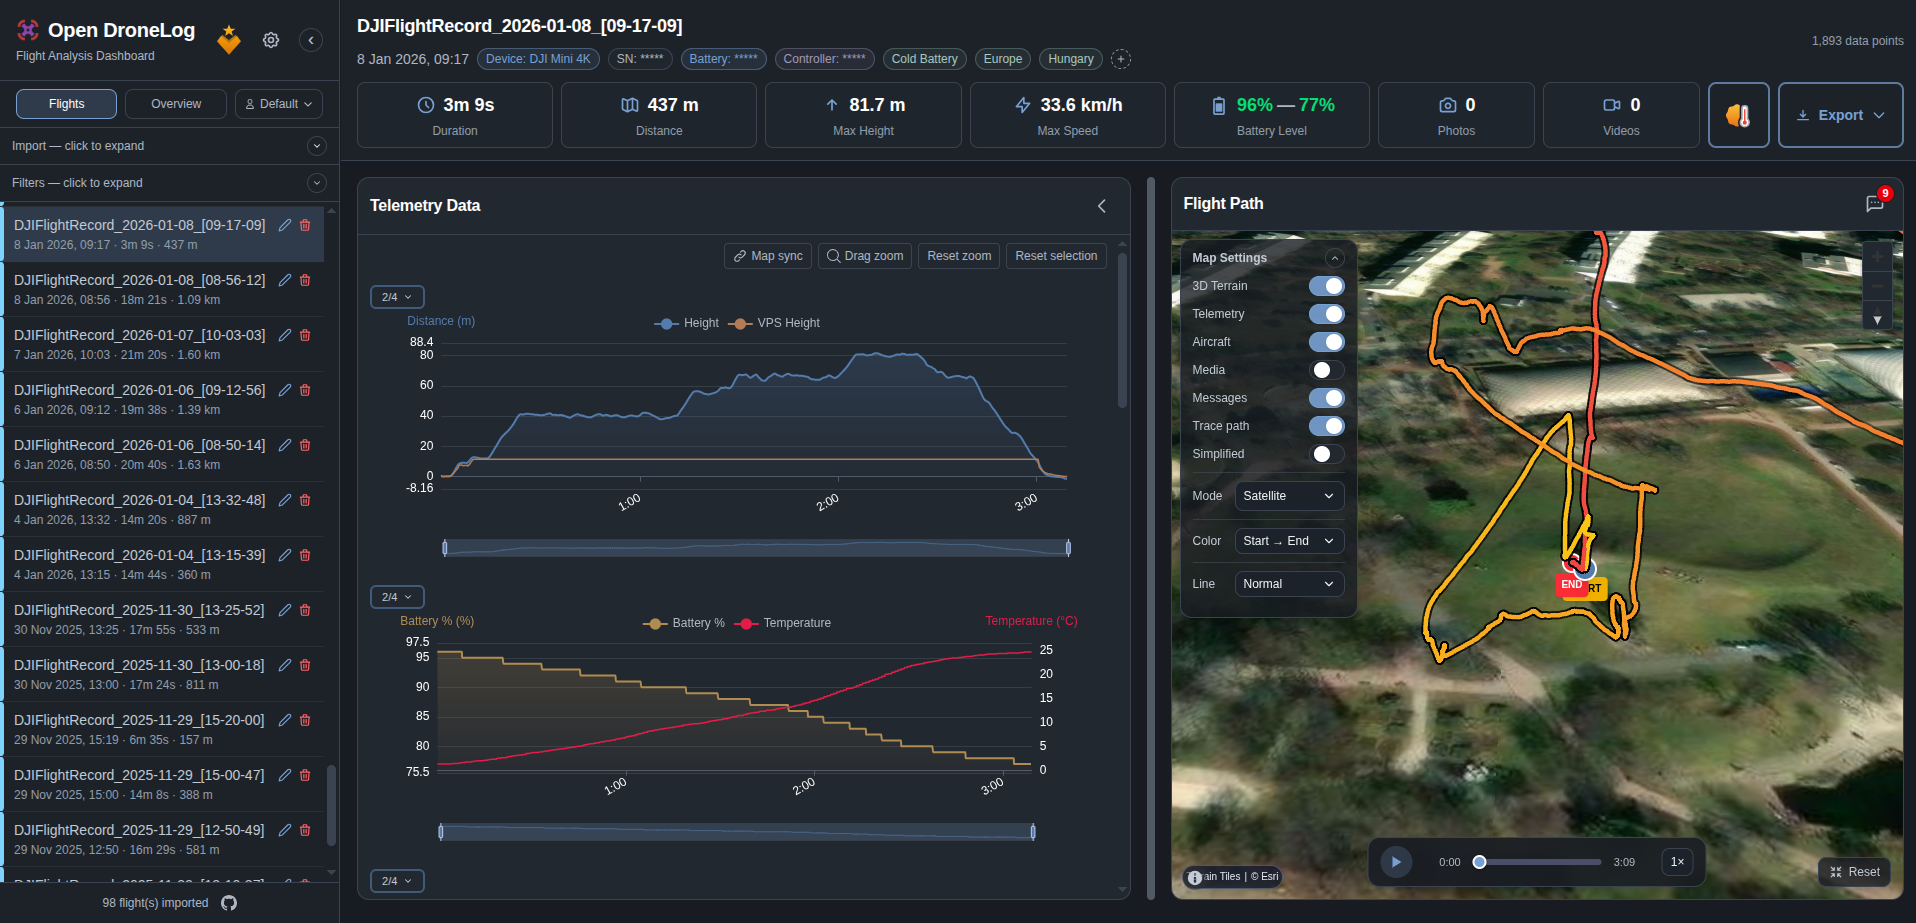 Open DroneLog
Flight Analysis Dashboard
Flights
Overview
Default
Import — click to expand
Filters — click to expand
DJIFlightRecord_2026-01-08_[09-17-09]
8 Jan 2026, 09:17 · 3m 9s · 437 m
DJIFlightRecord_2026-01-08_[08-56-12]
8 Jan 2026, 08:56 · 18m 21s · 1.09 km
DJIFlightRecord_2026-01-07_[10-03-03]
7 Jan 2026, 10:03 · 21m 20s · 1.60 km
DJIFlightRecord_2026-01-06_[09-12-56]
6 Jan 2026, 09:12 · 19m 38s · 1.39 km
DJIFlightRecord_2026-01-06_[08-50-14]
6 Jan 2026, 08:50 · 20m 40s · 1.63 km
DJIFlightRecord_2026-01-04_[13-32-48]
4 Jan 2026, 13:32 · 14m 20s · 887 m
DJIFlightRecord_2026-01-04_[13-15-39]
4 Jan 2026, 13:15 · 14m 44s · 360 m
DJIFlightRecord_2025-11-30_[13-25-52]
30 Nov 2025, 13:25 · 17m 55s · 533 m
DJIFlightRecord_2025-11-30_[13-00-18]
30 Nov 2025, 13:00 · 17m 24s · 811 m
DJIFlightRecord_2025-11-29_[15-20-00]
29 Nov 2025, 15:19 · 6m 35s · 157 m
DJIFlightRecord_2025-11-29_[15-00-47]
29 Nov 2025, 15:00 · 14m 8s · 388 m
DJIFlightRecord_2025-11-29_[12-50-49]
29 Nov 2025, 12:50 · 16m 29s · 581 m
98 flight(s) imported
DJIFlightRecord_2026-01-08_[09-17-09]
8 Jan 2026, 09:17
Device: DJI Mini 4K
SN: *****
Battery: *****
Controller: *****
Cold Battery
Europe
Hungary
1,893 data points
3m 9s
Duration
437 m
Distance
81.7 m
Max Height
33.6 km/h
Max Speed
96% — 77%
Battery Level
0
Photos
0
Videos
Export
Telemetry Data
Map sync
Drag zoom
Reset zoom
Reset selection
2/4
Distance (m)
Height
VPS Height
88.4
80
60
40
20
0
-8.16
1:00
2:00
3:00
2/4
Battery % (%)
Battery %
Temperature
Temperature (°C)
97.5
95
90
85
80
75.5
25
20
15
10
5
0
1:00
2:00
3:00
2/4
Flight Path
9
Map Settings
3D Terrain
Telemetry
Aircraft
Media
Messages
Trace path
Simplified
Mode
Satellite
Color
Start → End
Line
Normal
END
RT
ain Tiles | © Esri
0:00
3:09
1×
Reset